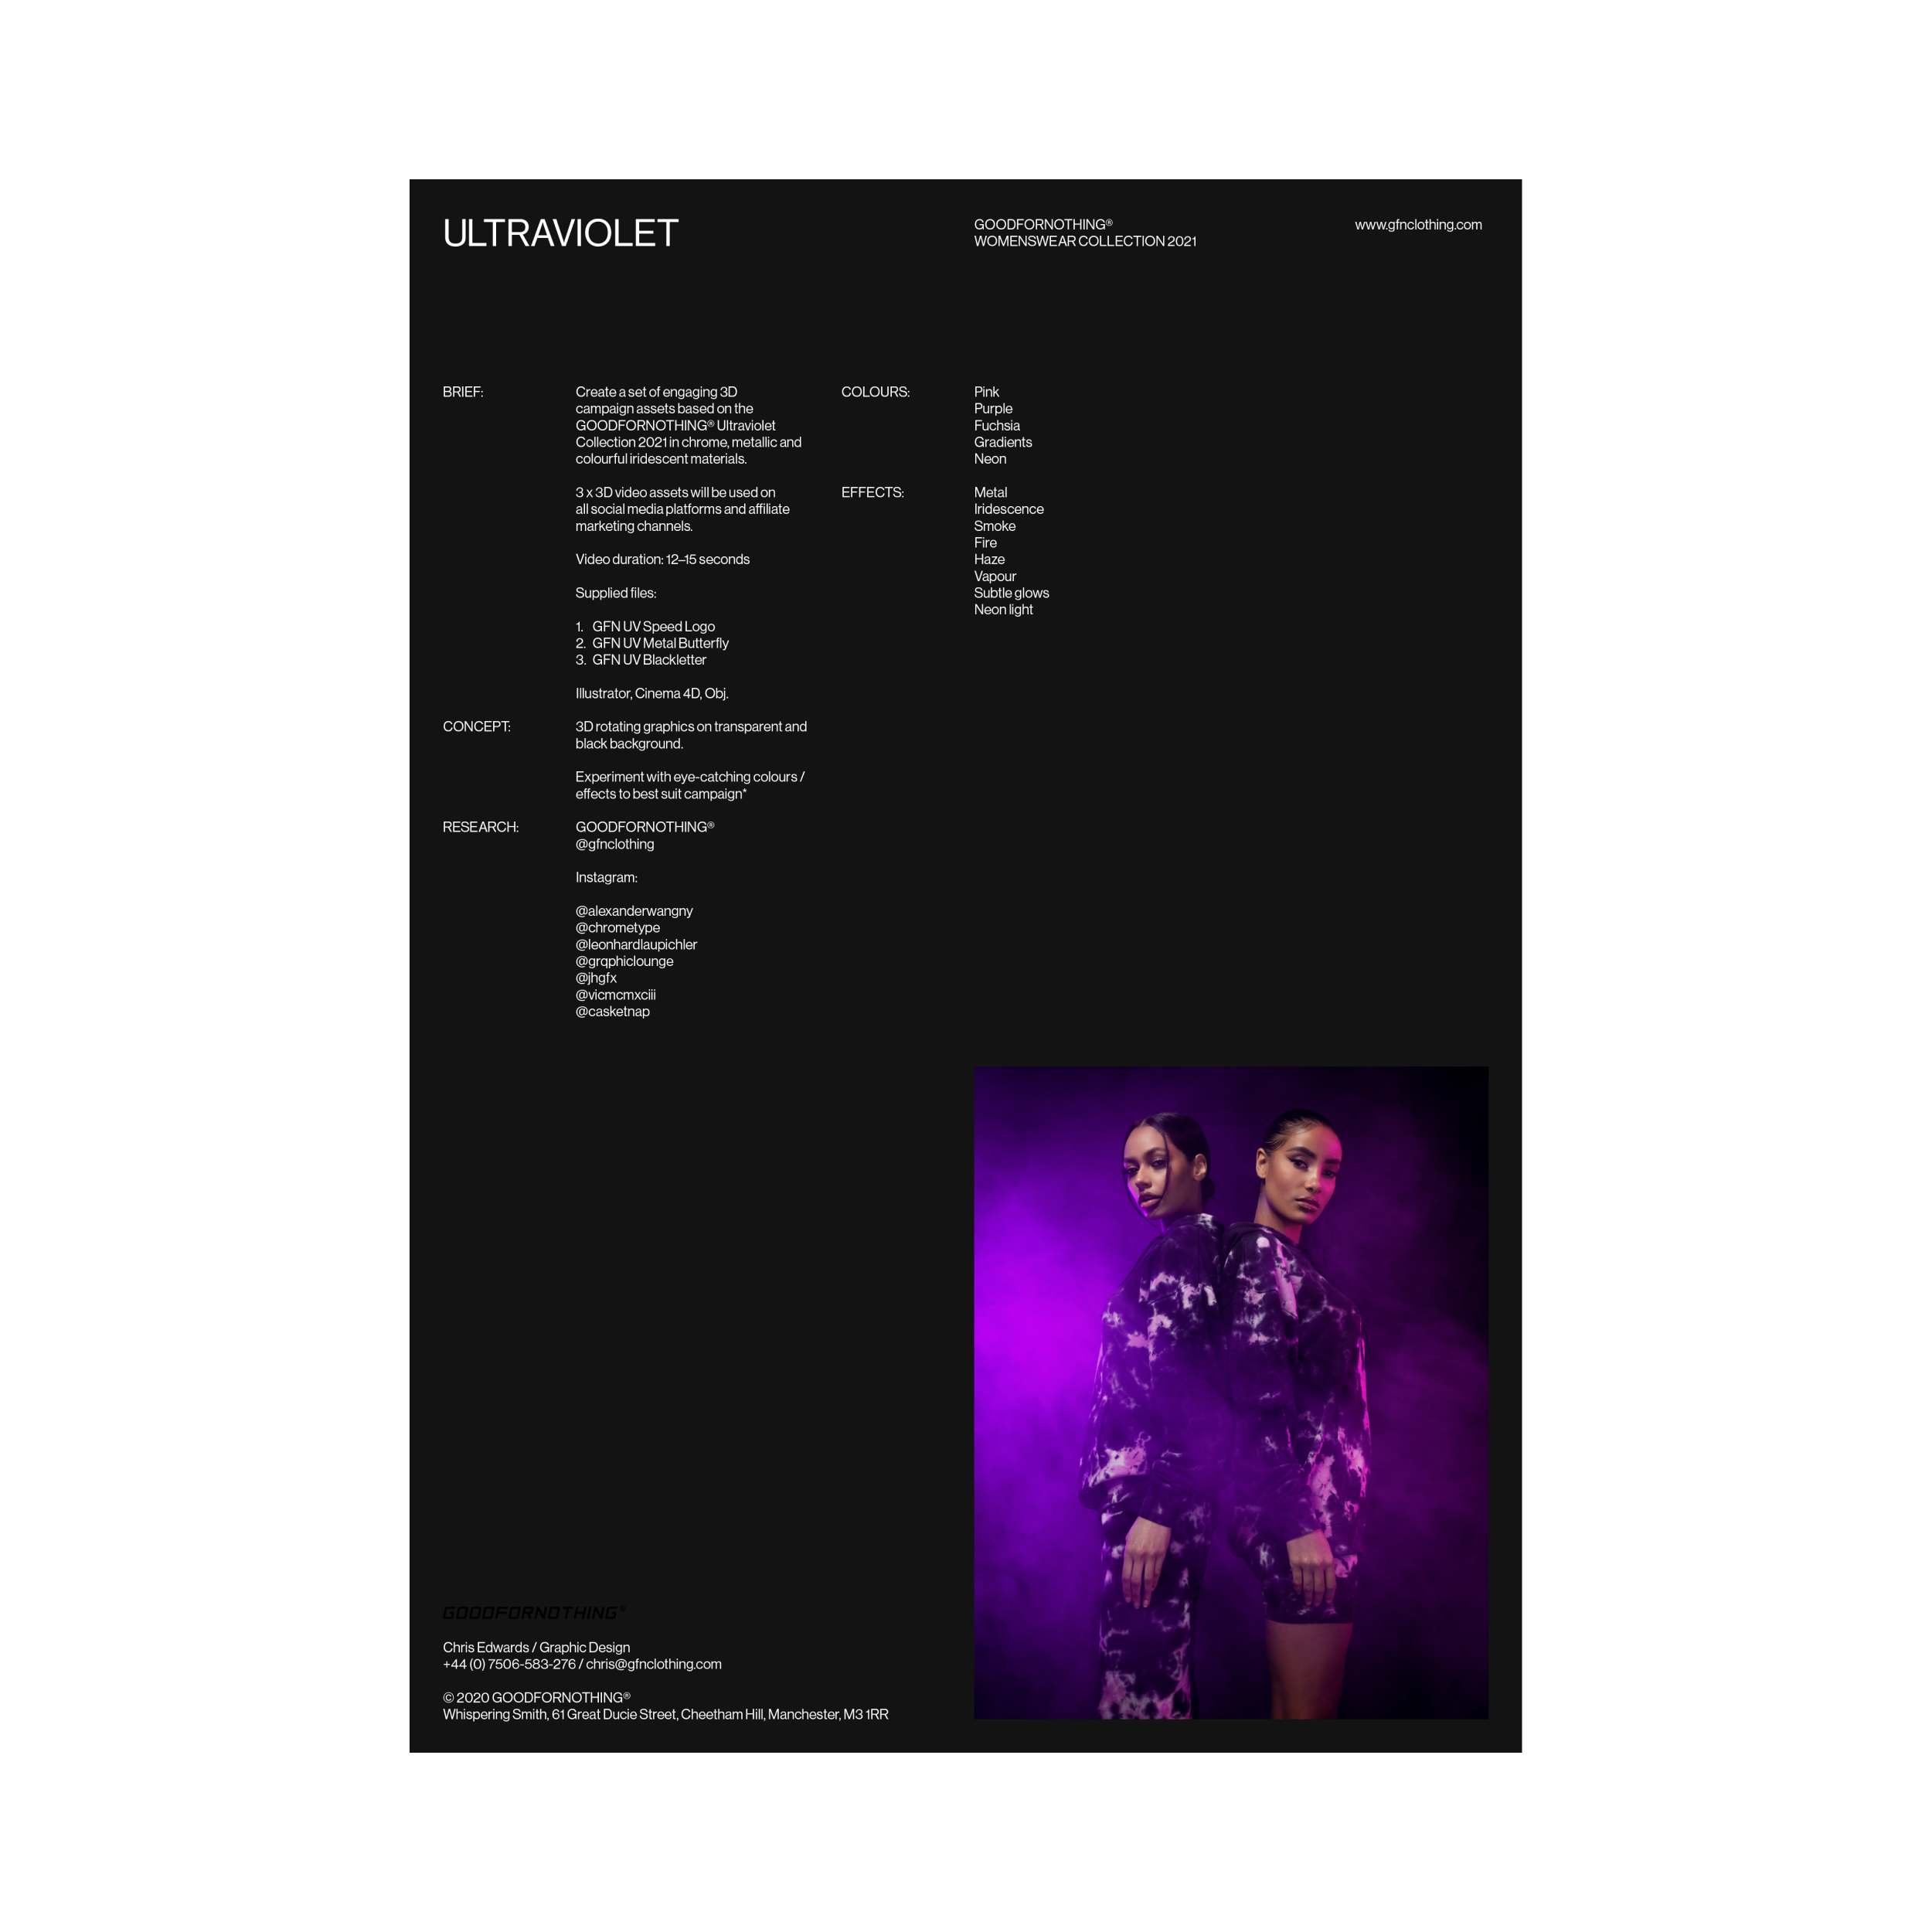 ULTRAVIOLET
GOODFORNOTHING®
WOMENSWEAR COLLECTION 2021
www.gfnclothing.com
BRIEF:
Create a set of engaging 3D
campaign assets based on the
GOODFORNOTHING® Ultraviolet
Collection 2021 in chrome, metallic and
colourful iridescent materials.
3 x 3D video assets will be used on
all social media platforms and affiliate
marketing channels.
Video duration: 12–15 seconds
Supplied files:
1. GFN UV Speed Logo
2. GFN UV Metal Butterfly
3. GFN UV Blackletter
Illustrator, Cinema 4D, Obj.
CONCEPT:
3D rotating graphics on transparent and
black background.
Experiment with eye-catching colours /
effects to best suit campaign*
RESEARCH:
GOODFORNOTHING®
@gfnclothing
Instagram:
@alexanderwangny
@chrometype
@leonhardlaupichler
@grqphiclounge
@jhgfx
@vicmcmxciii
@casketnap
COLOURS:
Pink
Purple
Fuchsia
Gradients
Neon
EFFECTS:
Metal
Iridescence
Smoke
Fire
Haze
Vapour
Subtle glows
Neon light
GOODFORNOTHING®
Chris Edwards / Graphic Design
+44 (0) 7506-583-276 / chris@gfnclothing.com
© 2020 GOODFORNOTHING®
Whispering Smith, 61 Great Ducie Street, Cheetham Hill, Manchester, M3 1RR